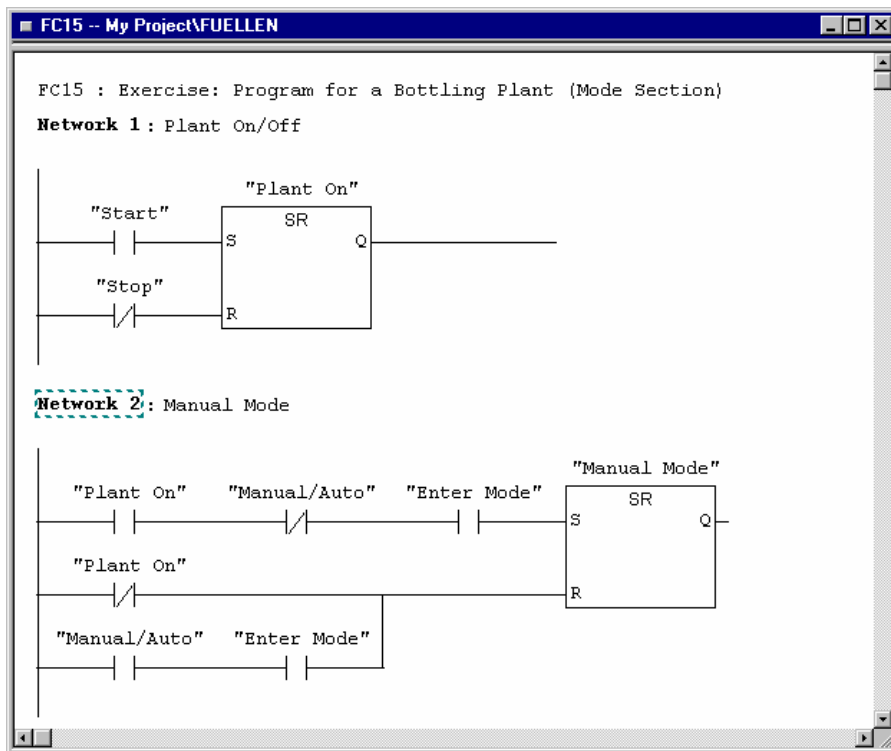 FC15 -- My Project\FUELLEN
FC15 : Exercise: Program for a Bottling Plant (Mode Section)
Network 1 : Plant On/Off
"Plant On"
"Start"
SR
S Q
"Stop"
R
Network 2 : Manual Mode
"Manual Mode"
"Plant On" "Manual/Auto" "Enter Mode"
SR
S Q
"Plant On"
R
"Manual/Auto" "Enter Mode"